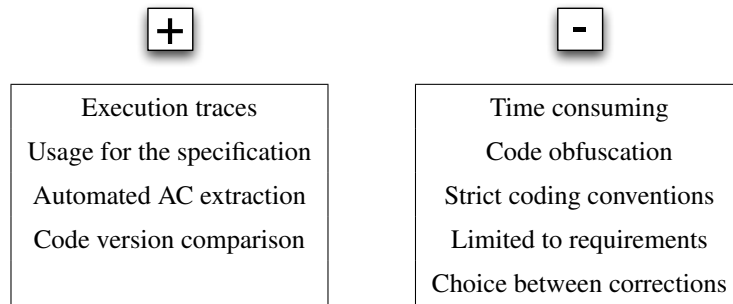 +
Execution traces
Usage for the specification
Automated AC extraction
Code version comparison
-
Time consuming
Code obfuscation
Strict coding conventions
Limited to requirements
Choice between corrections